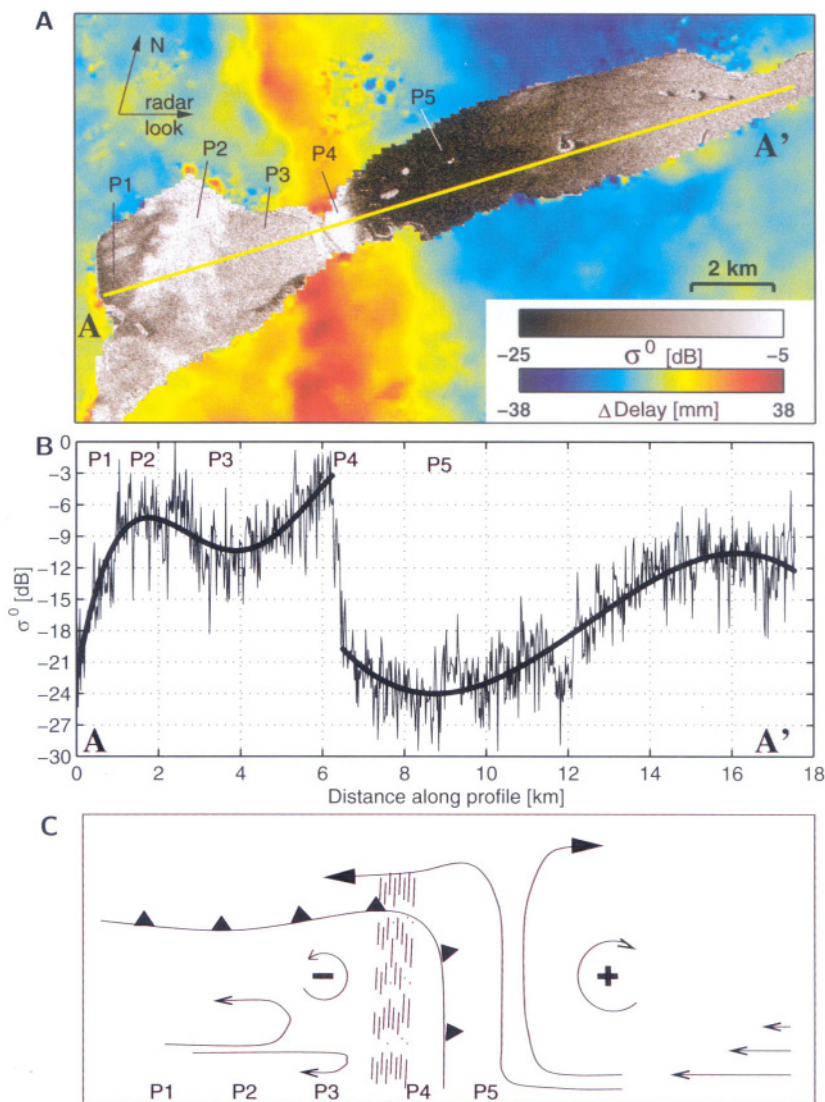 A
N
radar
look
P1
P2
P3
P4
P5
A
A’
2 km
−25 σ⁰ [dB] −5
−38 Δ Delay [mm] 38
B
P1 P2 P3 P4 P5
0
−3
−6
−9
−12
−15
−18
−21
−24
−27
−30
σ⁰ [dB]
A A’
0 2 4 6 8 10 12 14 16 18
Distance along profile [km]
C
− +
P1 P2 P3 P4 P5